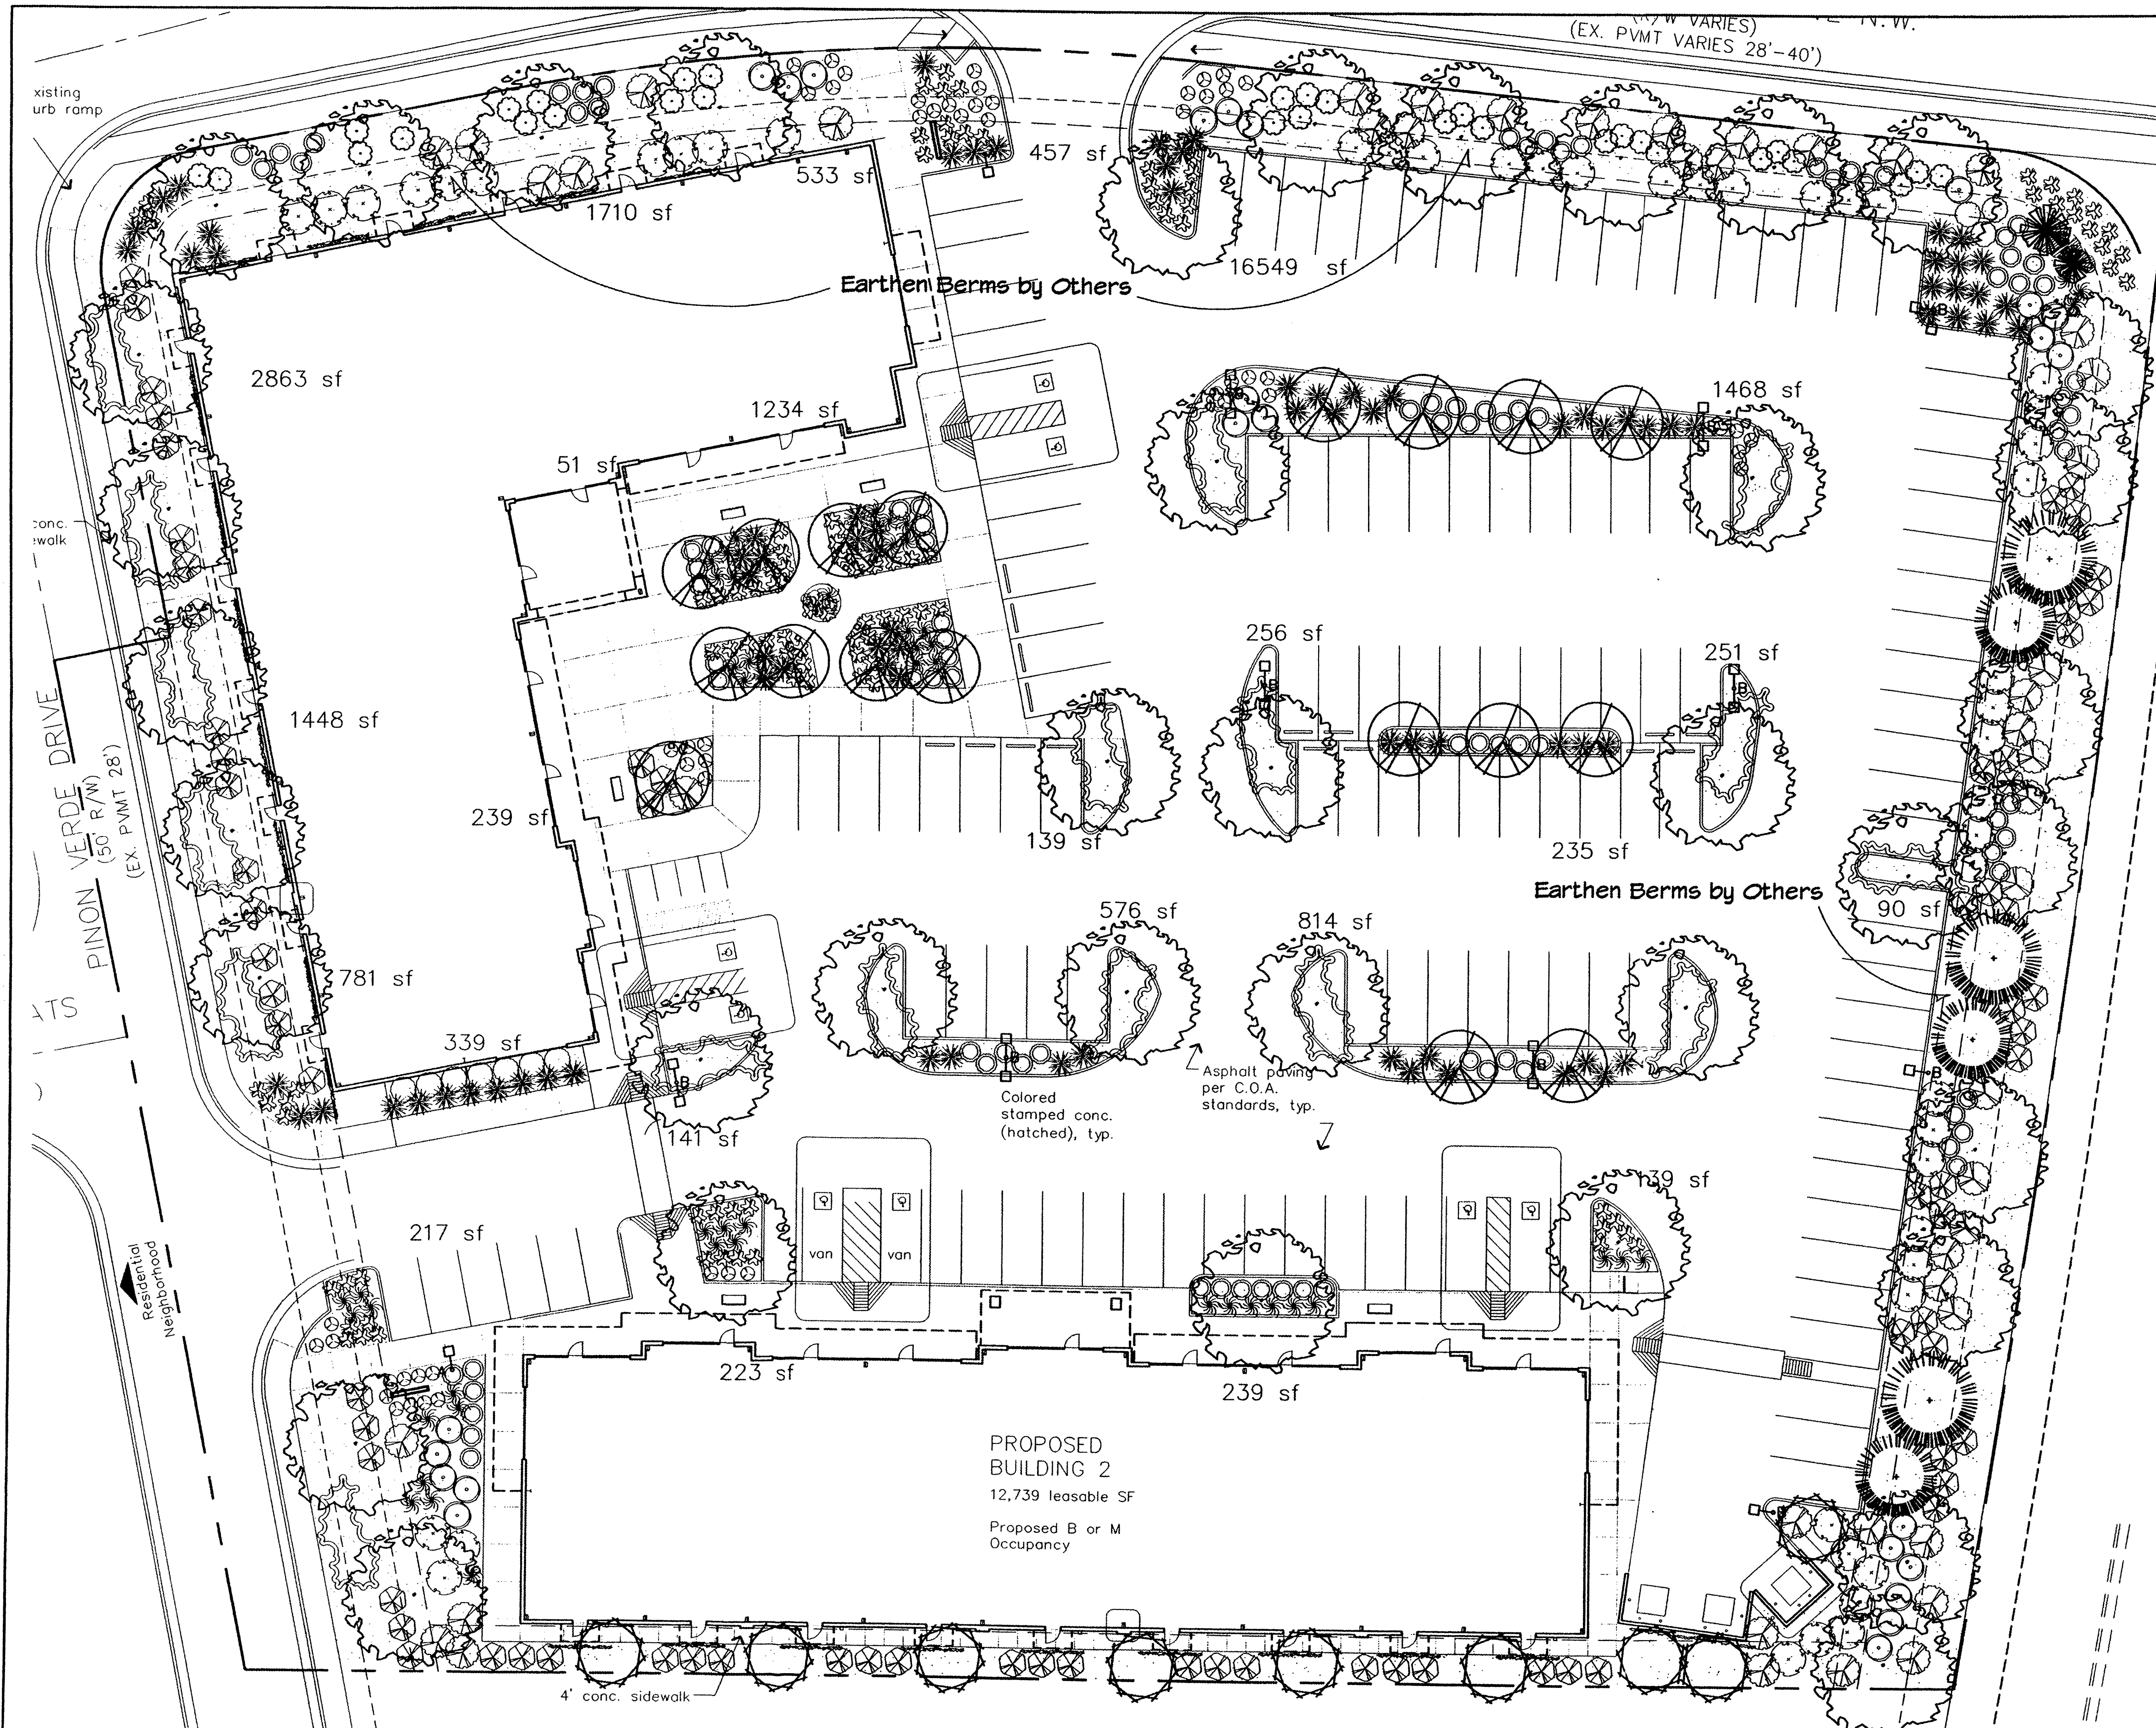 (R/W VARIES)
N.W.
(EX. PVMT VARIES 28'-40')
xisting
urb ramp
457 sf
533 sf
1710 sf
16549 sf
Earthen Berms by Others
2863 sf
1468 sf
1234 sf
51 sf
conc.
ewalk
256 sf
251 sf
1448 sf
PINON VERDE DRIVE
(50' R/W)
(EX. PVMT 28')
239 sf
139 sf
235 sf
Earthen Berms by Others
90 sf
576 sf
814 sf
781 sf
ATS
339 sf
Asphalt paving
per C.O.A.
standards, typ.
Colored
stamped conc.
(hatched), typ.
141 sf
139 sf
217 sf
van
van
Residential
Neighborhood
223 sf
239 sf
PROPOSED
BUILDING 2
12,739 leasable SF
Proposed B or M
Occupancy
4' conc. sidewalk
B
B
B
B
B
B
B
B
B